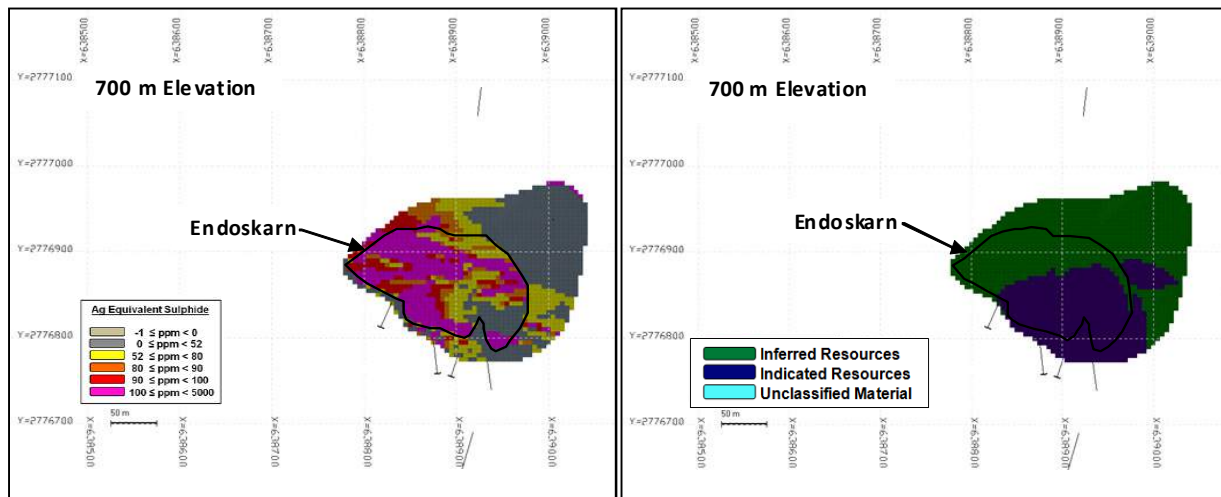 X=638500
X=638600
X=638700
X=638800
X=638900
X=639000
Y=2777100
700 m Elevation
Y=2777000
Endoskarn
Y=2776900
Y=2776800
Ag Equivalent Sulphide
-1 ≤ ppm < 0
0 ≤ ppm < 52
52 ≤ ppm < 80
80 ≤ ppm < 90
90 ≤ ppm < 100
100 ≤ ppm < 5000
50 m
Y=2776700
X=638500
X=638600
X=638700
X=638800
X=638900
X=639000
X=638500
X=638600
X=638700
X=638800
X=638900
X=639000
Y=2777100
700 m Elevation
Y=2777000
Endoskarn
Y=2776900
Y=2776800
Inferred Resources
Indicated Resources
Unclassified Material
50 m
Y=2776700
X=638500
X=638600
X=638700
X=638800
X=638900
X=639000